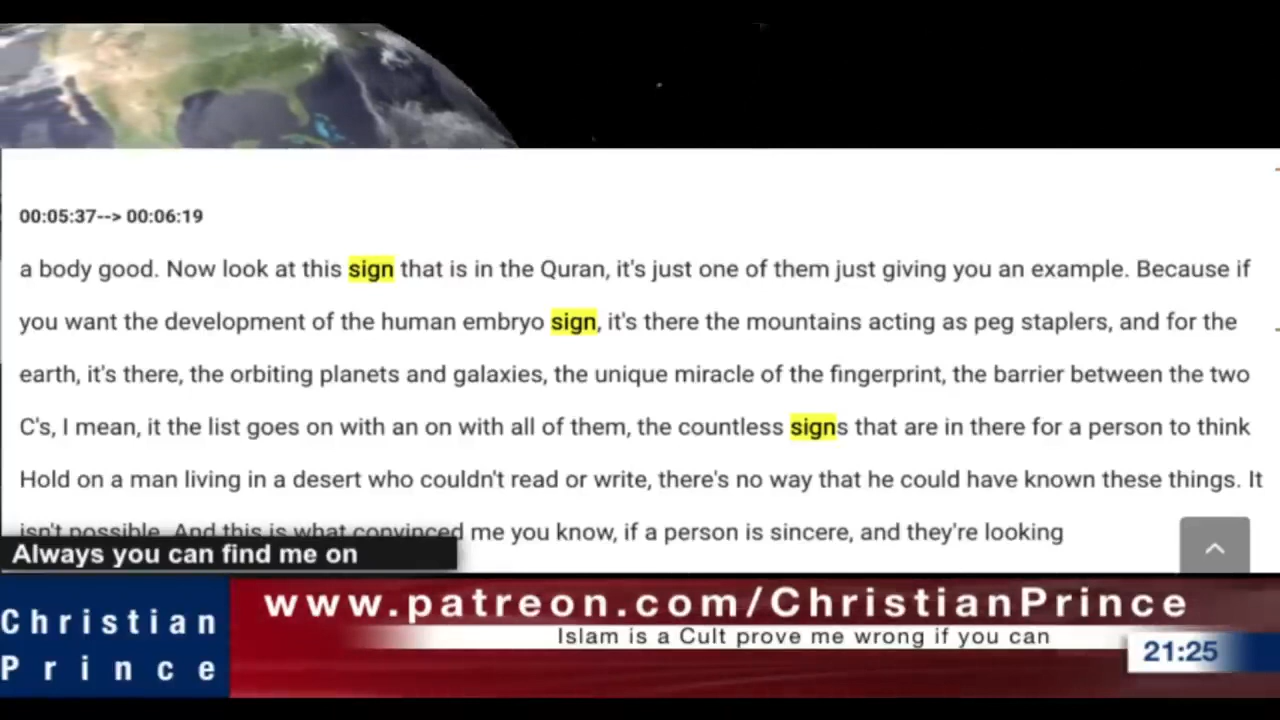 00:05:37--> 00:06:19
a body good. Now look at this sign that is in the Quran, it's just one of them just giving you an example. Because if
you want the development of the human embryo sign, it's there the mountains acting as peg staplers, and for the
earth, it's there, the orbiting planets and galaxies, the unique miracle of the fingerprint, the barrier between the two
C's, I mean, it the list goes on with an on with all of them, the countless signs that are in there for a person to think
Hold on a man living in a desert who couldn't read or write, there's no way that he could have known these things. It
isn't possible. And this is what convinced me you know, if a person is sincere, and they're looking
Always you can find me on
www.patreon.com/ChristianPrince
Christian
Prince
Islam is a Cult prove me wrong if you can
21:25